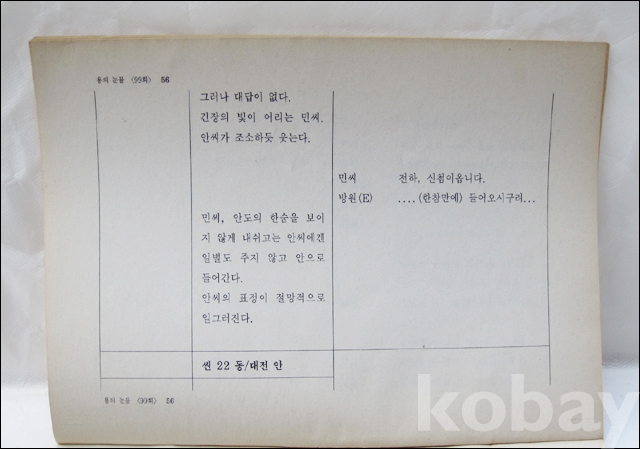 용의 눈물 〈99회〉 56
그러나 대답이 없다.
긴장의 빛이 어리는 민씨.
안씨가 조소하듯 웃는다.
민씨 전하, 신첩이옵니다.
방원(E) ....(한참만에) 들어오시구려...
민씨, 안도의 한숨을 보이
지 않게 내쉬고는 안씨에겐
일별도 주지 않고 안으로
들어간다.
안씨의 표정이 절망적으로
일그러진다.
씬 22 동/대전 안
용의 눈물 〈99회〉 56
kobay